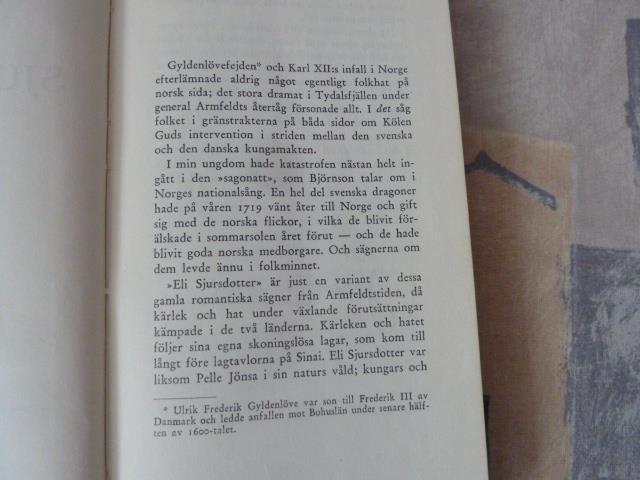 Gyldenlövefejden* och Karl XII:s infall i Norge
efterlämnade aldrig något egentligt folkhat på
norsk sida; det stora dramat i Tydalsfjällen under
general Armfeldts återtåg försonade allt. I det såg
folket i gränstrakterna på båda sidor om Kölen
Guds intervention i striden mellan den svenska
och den danska kungamakten.
I min ungdom hade katastrofen nästan helt in-
gått i den »sagonatt», som Björnson talar om i
Norges nationalsång. En hel del svenska dragoner
hade på våren 1719 vänt åter till Norge och gift
sig med de norska flickor, i vilka de blivit för-
älskade i sommarsolen året förut — och de hade
blivit goda norska medborgare. Och sägnerna om
dem levde ännu i folkminnet.
»Eli Sjursdotter» är just en variant av dessa
gamla romantiska sägner från Armfeldtstiden, då
kärlek och hat under växlande förutsättningar
kämpade i de två länderna. Kärleken och hatet
följer sina egna skoningslösa lagar, som kom till
långt före lagtavlorna på Sinai. Eli Sjursdotter var
liksom Pelle Jönsa i sin naturs våld; kungars och
* Ulrik Frederik Gyldenlöve var son till Frederik III av
Danmark och ledde anfallen mot Bohuslän under senare hälf-
ten av 1600-talet.